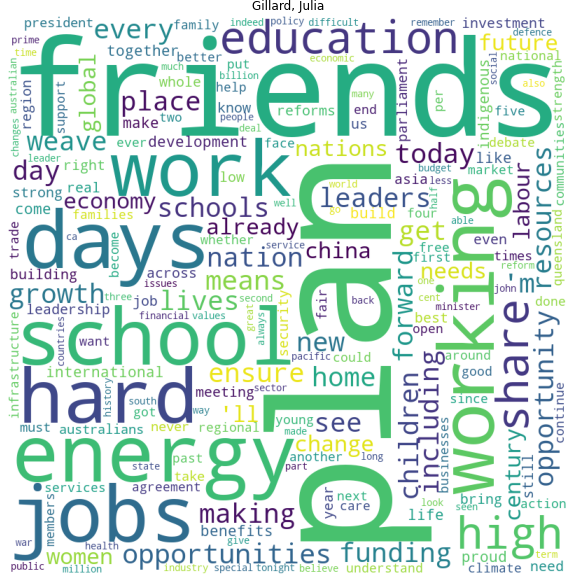 Gillard, Julia
president
indeed
policy
difficult
remember
defence
prime
every
family
education
investment
time
together
better
future
friends
put
billion
economic
national
social
australian
changes
region
support
global
whole
much
people
help
place
know
reforms
many
deal
end
us
per
parliament
indigenous
also
five
strength
communities
make
two
weave
ever
development
face
nations
today
debate
leader
right
day
real
low
work
strong
economy
schools
well
leaders
asia
less
budget
like
market
queensland
come
families
already
world
go
build
half
four
get
able
resources
labour
trade
ca
days
become
whether
nation
service
china
free
first
even
times
building
across
issues
means
plan
needs
m
john
growth
leadership
job
lives
three
second
fair
back
forward
one
cent
minister
reform
done
infrastructure
countries
want
financial
values
always
great
security
new
best
open
school
international
pacific
could
around
opportunity
working
share
history
south
meeting
sector
ensure
home
children
including
good
since
continue
hard
got
way
'll
see
businesses
must
australians
never
regional
young
made
change
century
still
energy
state
past
take
another
part
long
services
agreement
year
next
care
look
seen
bring
action
members
jobs
making
life
high
war
health
benefits
give
proud
term
women
opportunities
funding
climate
need
public
million
industry
special
tonight
believe
understand